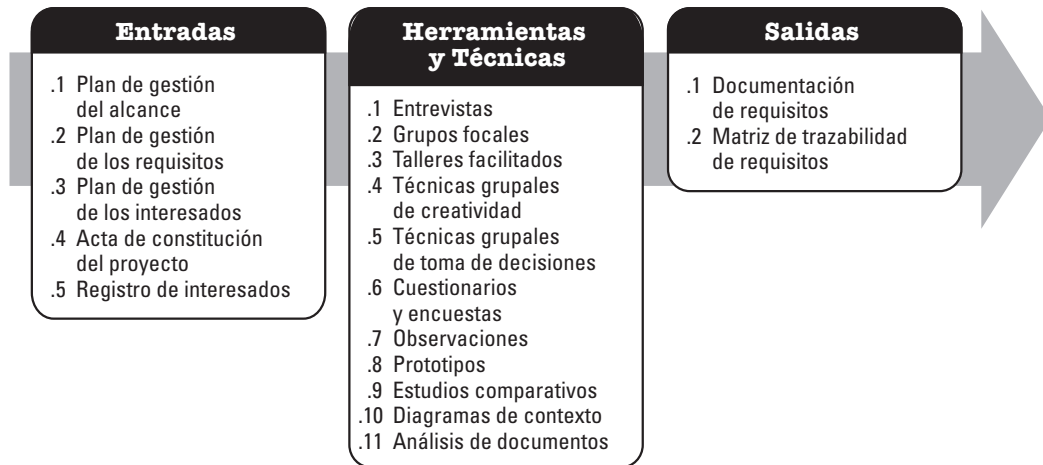 Entradas
.1 Plan de gestión
del alcance
.2 Plan de gestión
de los requisitos
.3 Plan de gestión
de los interesados
.4 Acta de constitución
del proyecto
.5 Registro de interesados
Herramientas
y Técnicas
.1 Entrevistas
.2 Grupos focales
.3 Talleres facilitados
.4 Técnicas grupales
de creatividad
.5 Técnicas grupales
de toma de decisiones
.6 Cuestionarios
y encuestas
.7 Observaciones
.8 Prototipos
.9 Estudios comparativos
.10 Diagramas de contexto
.11 Análisis de documentos
Salidas
.1 Documentación
de requisitos
.2 Matriz de trazabilidad
de requisitos